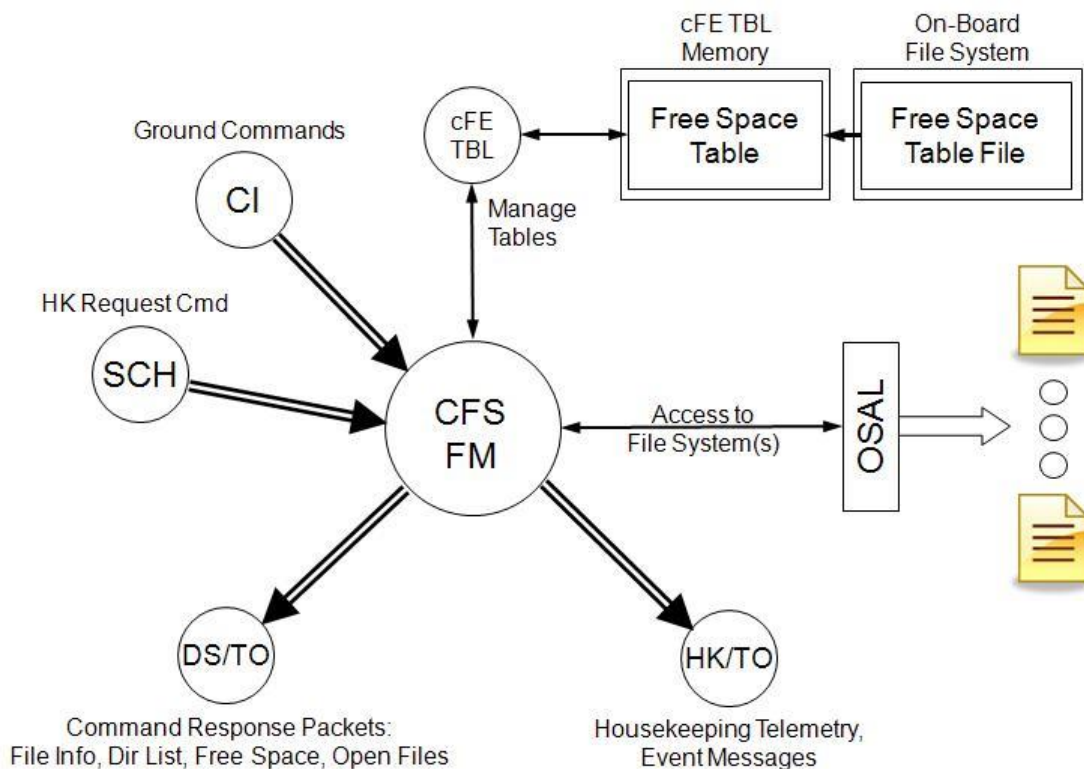 cFE TBL
Memory
On-Board
File System
Ground Commands
cFE
TBL
Free Space
Table
Free Space
Table File
CI
Manage
Tables
HK Request Cmd
SCH
CFS
FM
Access to
File System(s)
OSAL
DS/TO
HK/TO
Command Response Packets:
File Info, Dir List, Free Space, Open Files
Housekeeping Telemetry,
Event Messages